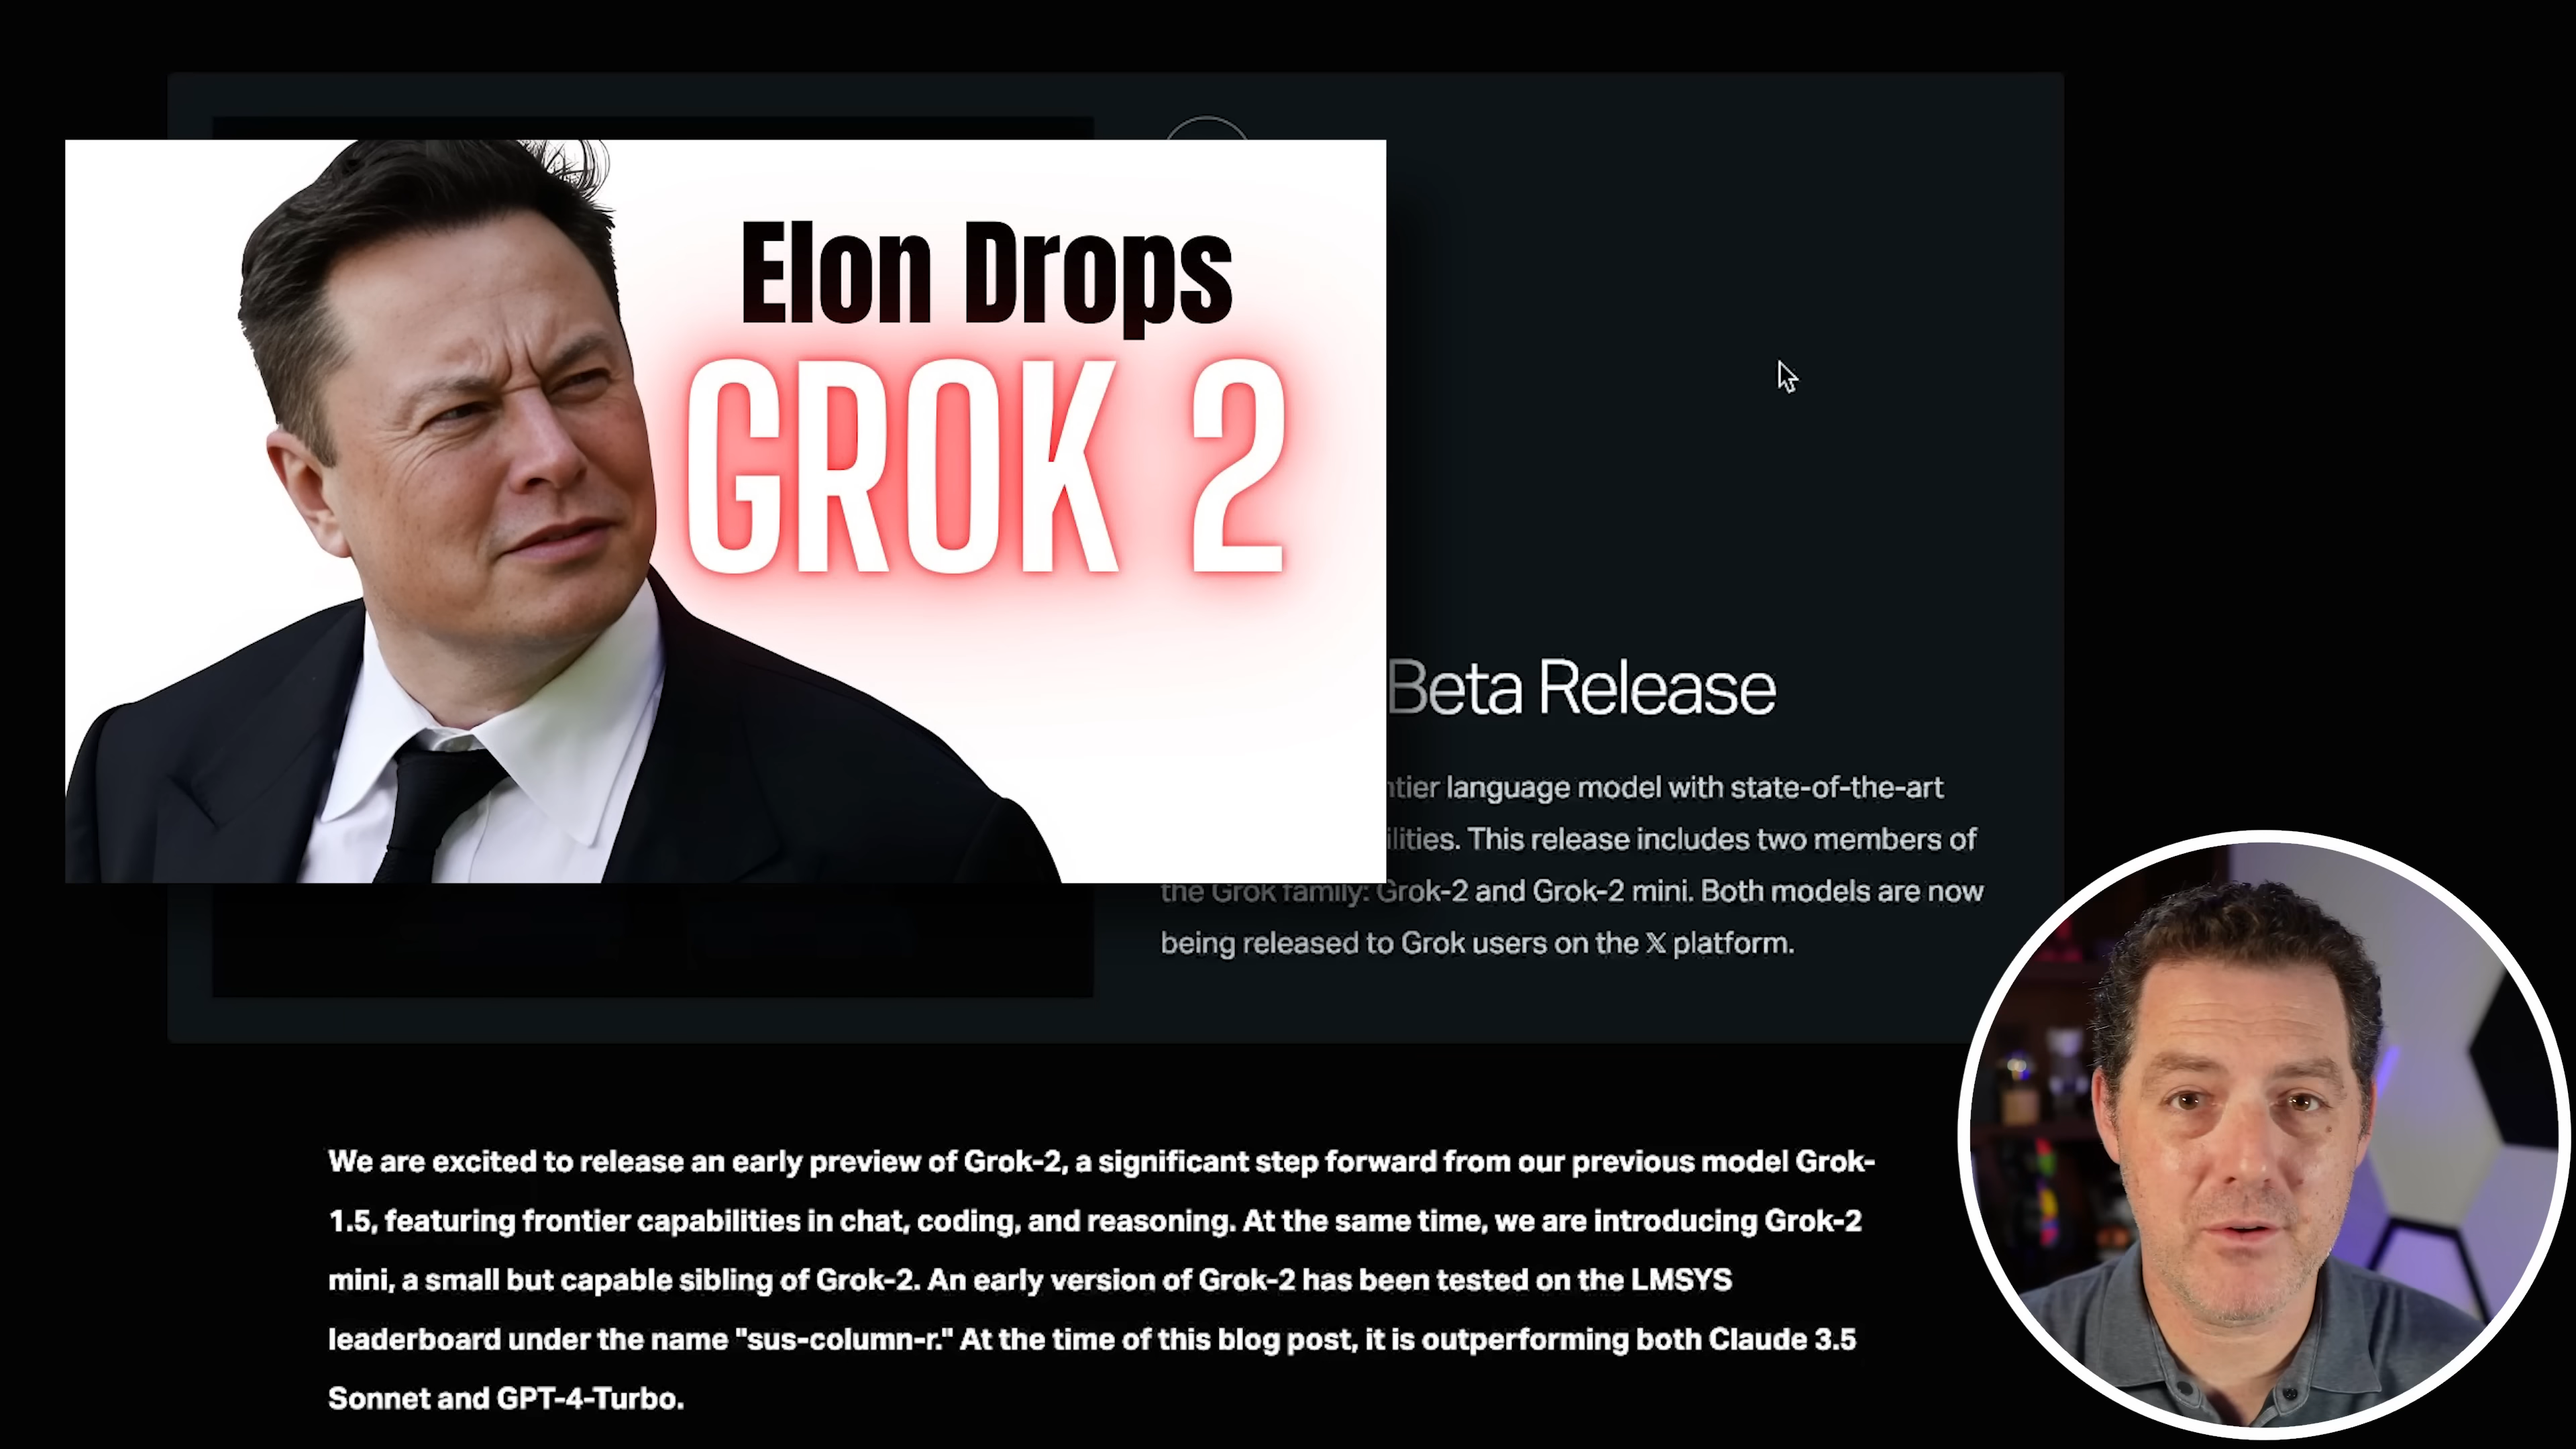 Elon Drops
GROK 2
Beta Release
language model with state-of-the-art
This release includes two members of
the Grok family: Grok-2 and Grok-2 mini. Both models are now
being released to Grok users on the 𝕏 platform.
We are excited to release an early preview of Grok-2, a significant step forward from our previous model Grok-
1.5, featuring frontier capabilities in chat, coding, and reasoning. At the same time, we are introducing Grok-2
mini, a small but capable sibling of Grok-2. An early version of Grok-2 has been tested on the LMSYS
leaderboard under the name "sus-column-r." At the time of this blog post, it is outperforming both Claude 3.5
Sonnet and GPT-4-Turbo.